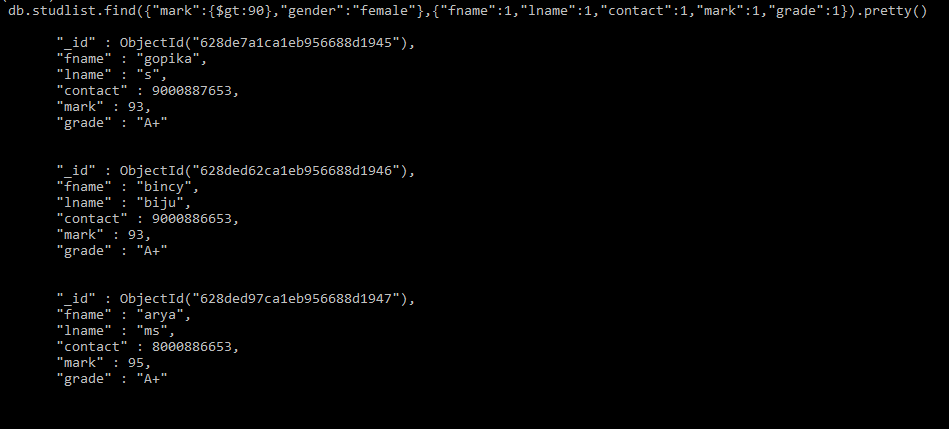 db.studlist.find({"mark":{$gt:90},"gender":"female"},{"fname":1,"lname":1,"contact":1,"mark":1,"grade":1}).pretty()
"_id" : ObjectId("628de7a1ca1eb956688d1945"),
"fname" : "gopika",
"lname" : "s",
"contact" : 9000887653,
"mark" : 93,
"grade" : "A+"
"_id" : ObjectId("628ded62ca1eb956688d1946"),
"fname" : "bincy",
"lname" : "biju",
"contact" : 9000886653,
"mark" : 93,
"grade" : "A+"
"_id" : ObjectId("628ded97ca1eb956688d1947"),
"fname" : "arya",
"lname" : "ms",
"contact" : 8000886653,
"mark" : 95,
"grade" : "A+"